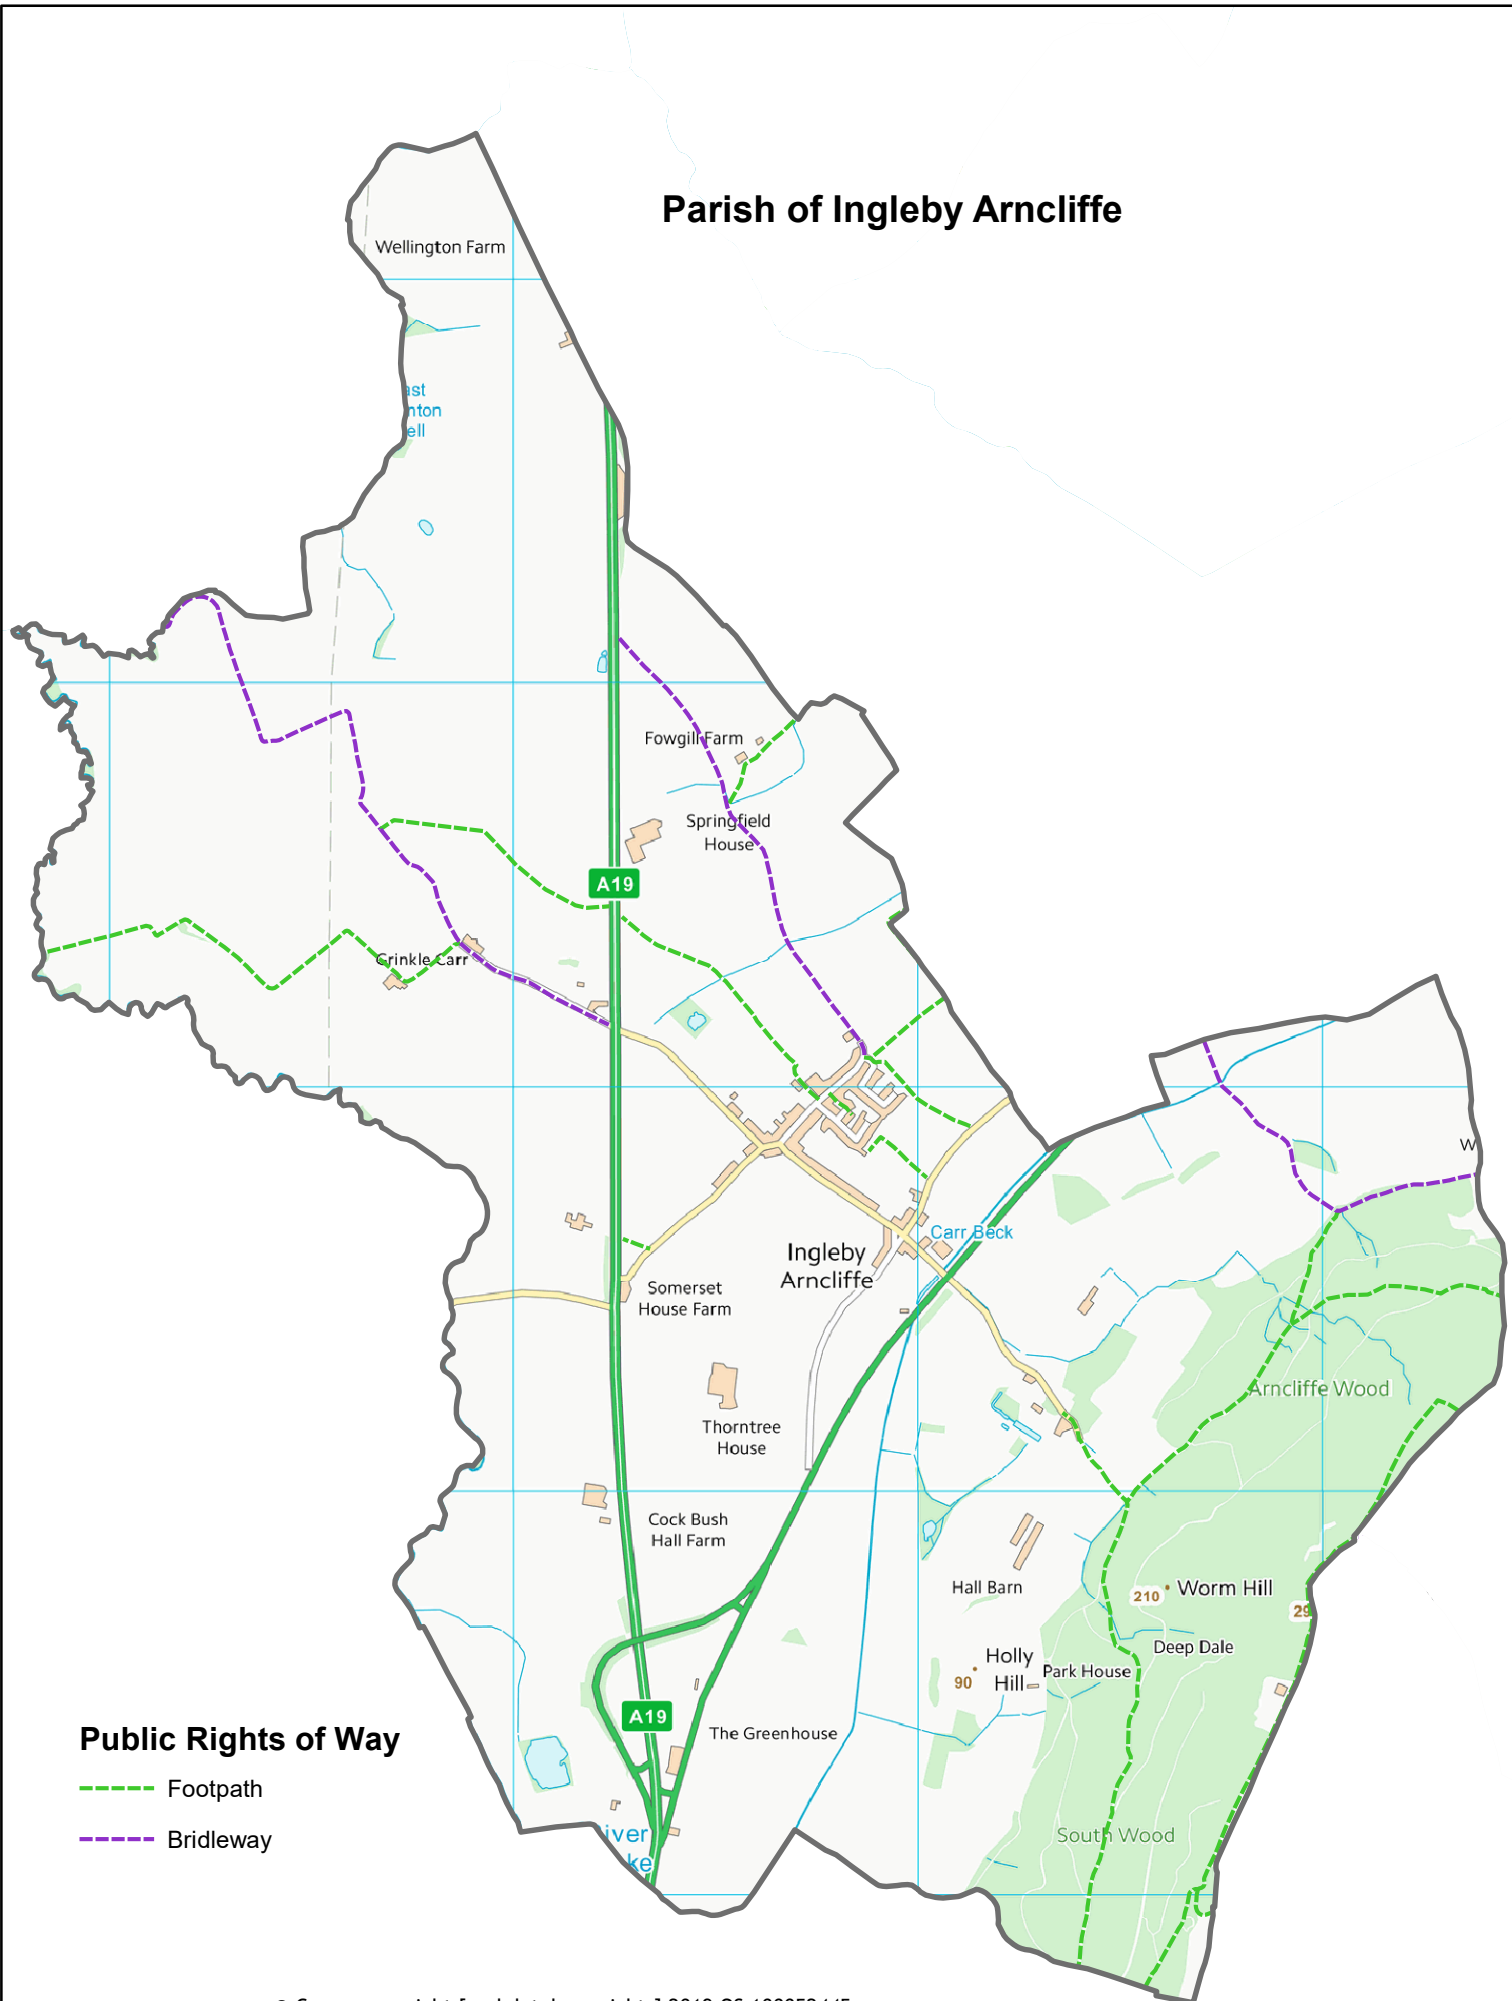 Parish of Ingleby Arncliffe
Wellington Farm
Fowgill Farm
Springfield
House
A19
Grinkle Carr
Carr Beck
Ingleby
Arncliffe
Somerset
House Farm
Arncliffe Wood
Thorntree
House
Cock Bush
Hall Farm
Hall Barn
210
Worm Hill
29
Deep Dale
Holly
Hill
90
Park House
A19
The Greenhouse
South Wood
Public Rights of Way
Footpath
Bridleway